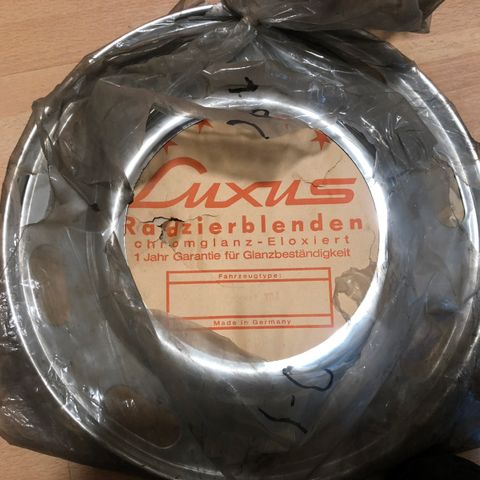 Luxus
Radzierblenden
chromglanz-Eloxiert
1 Jahr Garantie für Glanzbeständigkeit
Fahrzeugtype:
Made in Germany